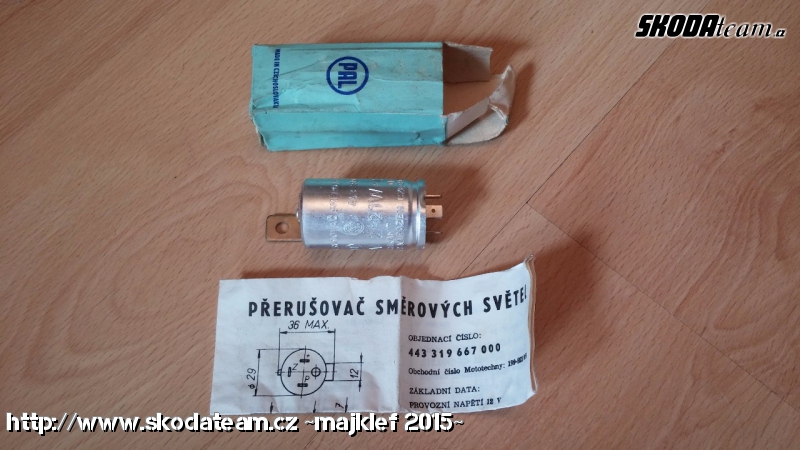 ŠKODAteam.cz
PAL
MADE IN CZECHOSLOVAKIA
PŘERUŠOVAČ SMĚROVÝCH SVĚTEL
36 MAX.
OBJEDNACÍ ČÍSLO:
443 319 667 000
Obchodní číslo Mototechny:
ZÁKLADNÍ DATA:
PROVOZNÍ NAPĚTÍ 12 V
ϕ 29
Z
P
12
http://www.skodateam.cz ~majklef 2015~